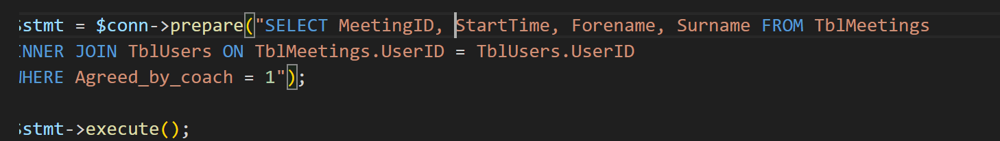 $stmt = $conn->prepare("SELECT MeetingID, StartTime, Forename, Surname FROM TblMeetings
INNER JOIN TblUsers ON TblMeetings.UserID = TblUsers.UserID
WHERE Agreed_by_coach = 1");
$stmt->execute();